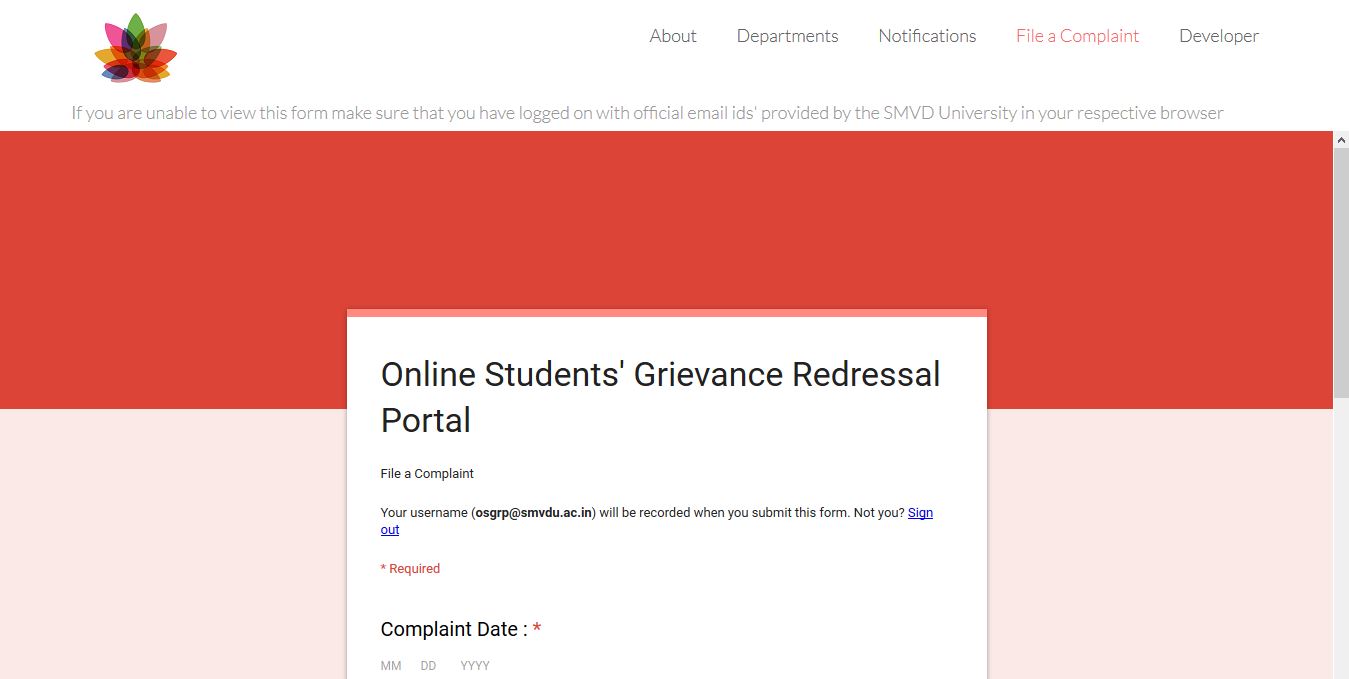 About Departments Notifications File a Complaint Developer
If you are unable to view this form make sure that you have logged on with official email ids' provided by the SMVD University in your respective browser
Online Students' Grievance Redressal
Portal
File a Complaint
Your username (osgrp@smvdu.ac.in) will be recorded when you submit this form. Not you? Sign
out
* Required
Complaint Date : *
MM DD YYYY